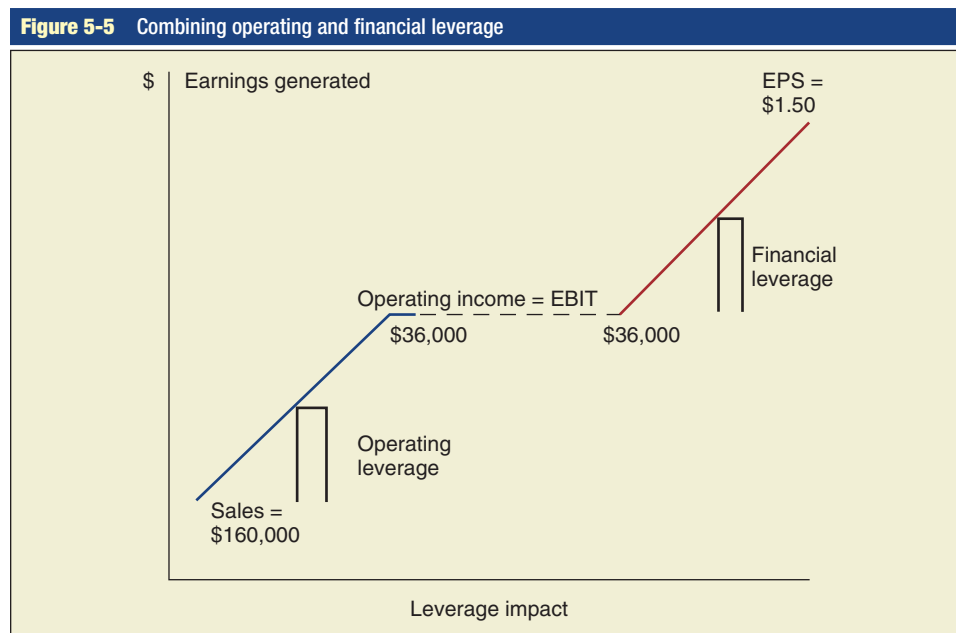 Figure 5-5 Combining operating and financial leverage
$ Earnings generated
EPS =
$1.50
Financial
leverage
Operating income = EBIT
$36,000 $36,000
Operating
leverage
Sales =
$160,000
Leverage impact